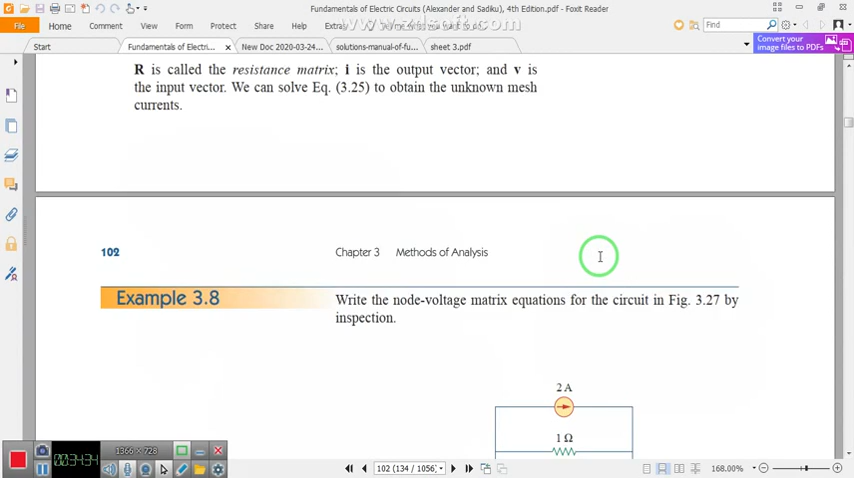 Fundamentals of Electric Circuits (Alexander and Sadiku), 4th Edition.pdf - Foxit Reader
File Home Comment View Form Protect Share Help Extra
www.zdsoft.com
Find
Convert your
image files to PDFs
Start Fundamentals of Electri... New Doc 2020-03-24... solutions-manual-of-fu... sheet 3.pdf
R is called the resistance matrix; i is the output vector; and v is
the input vector. We can solve Eq. (3.25) to obtain the unknown mesh
currents.
102 Chapter 3 Methods of Analysis
Example 3.8 Write the node-voltage matrix equations for the circuit in Fig. 3.27 by
inspection.
2 A
1 Ω
1366 × 728
00:34:34
102 (134 / 1056)
168.00%